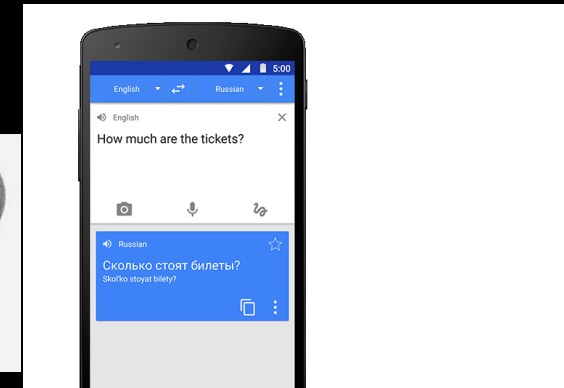 5:00
English Russian
English
How much are the tickets?
Russian
Сколько стоят билеты?
Skol'ko stoyat bilety?